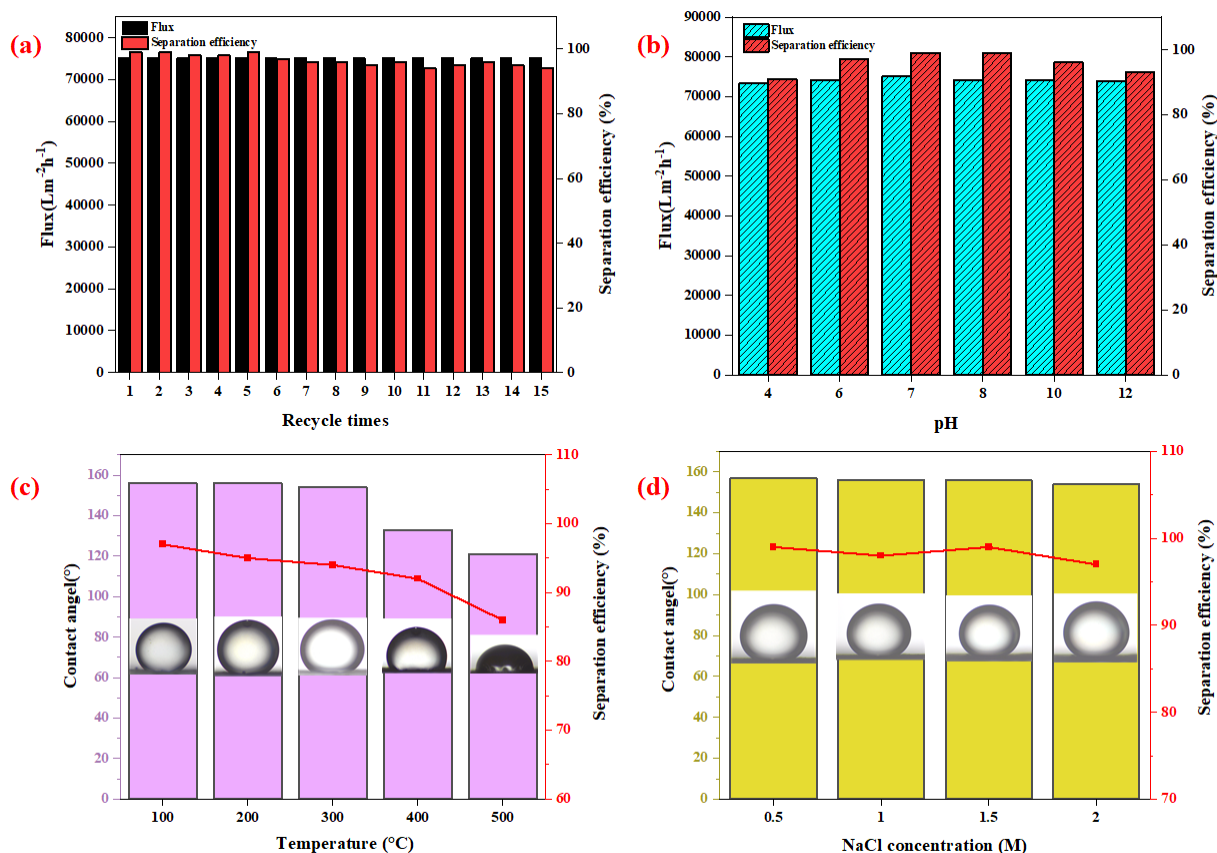 (a)
Flux
Separation efficiency
80000
70000
60000
50000
40000
30000
20000
10000
0
Flux(Lm-2h-1)
100
80
60
40
20
0
Separation efficiency (%)
1 2 3 4 5 6 7 8 9 10 11 12 13 14 15
Recycle times
(b)
Flux
Separation efficiency
90000
80000
70000
60000
50000
40000
30000
20000
10000
0
Flux(Lm-2h-1)
100
80
60
40
20
0
Separation efficiency (%)
4 6 7 8 10 12
pH
(c)
160
140
120
100
80
60
40
20
0
Contact angel(°)
110
100
90
80
70
60
Separation efficiency (%)
100 200 300 400 500
Temperature (°C)
(d)
160
140
120
100
80
60
40
20
0
Contact angel(°)
110
100
90
80
70
Separation efficiency (%)
0.5 1 1.5 2
NaCl concentration (M)